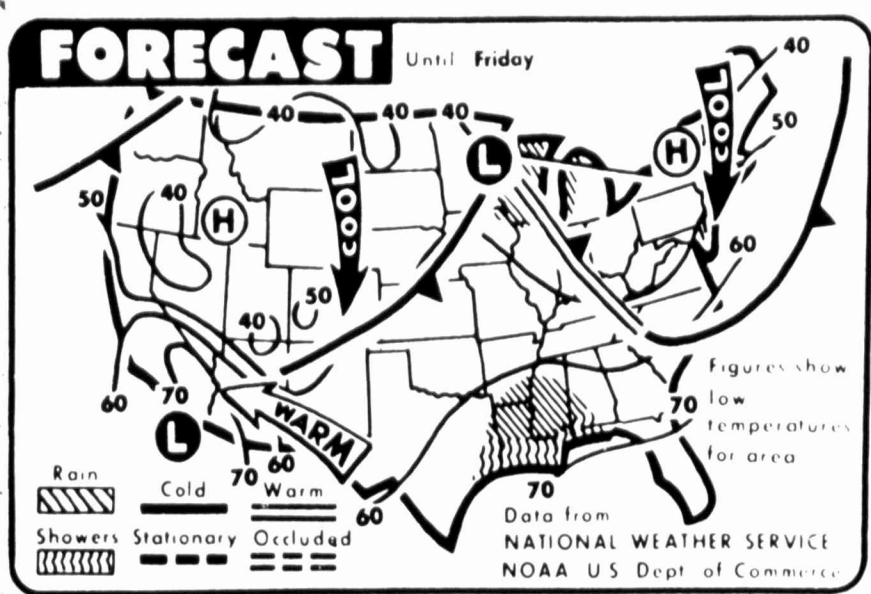 FORECAST Until Friday
40
COOL
40
50
40 40 40
L
H
50 40
H
COOL
60
50
40
60 70
L
WARM
70 60
60
70
70
Figures show
low
temperatures
for area
Rain
Cold Warm
Showers Stationary Occluded
Data from
NATIONAL WEATHER SERVICE
NOAA US Dept of Commerce